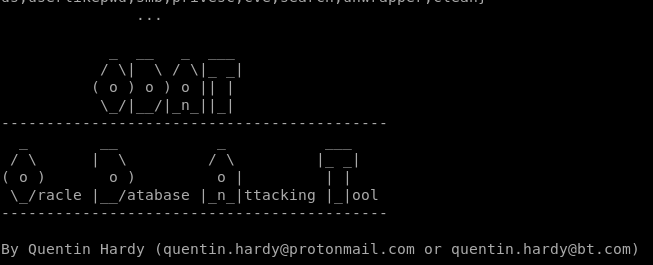 ds,userlikepwd,smb,privesc,cve,search,unwrapper,clean}
               ...

            _  __   _  ___
           / \|  \ / \|_ _|
          ( o ) o ) o || |
           \_/|__/|_n_||_|
-------------------------------------------
  _        __           _           ___
 / \      |  \         / \         |_ _|
( o )       o )         o |         | |
 \_/racle |__/atabase |_n_|ttacking |_|ool
-------------------------------------------

By Quentin Hardy (quentin.hardy@protonmail.com or quentin.hardy@bt.com)